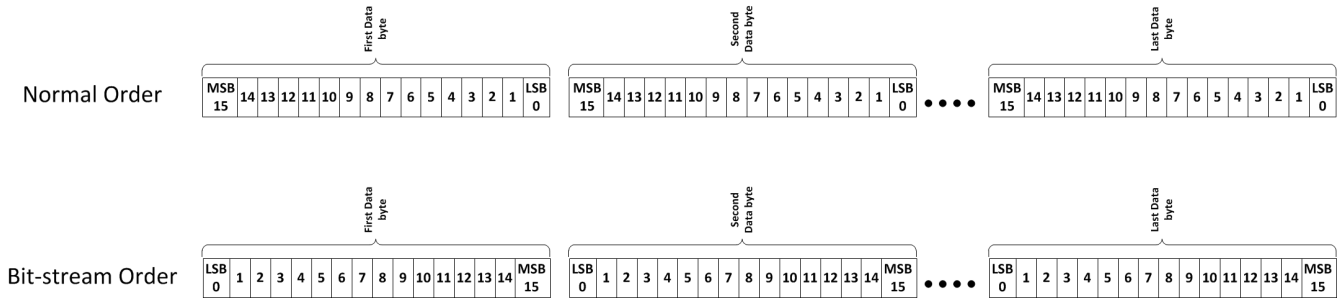 First Data
byte
Second
Data byte
Last Data
byte
Normal Order
MSB 15 14 13 12 11 10 9 8 7 6 5 4 3 2 1 LSB 0
MSB 15 14 13 12 11 10 9 8 7 6 5 4 3 2 1 LSB 0
MSB 15 14 13 12 11 10 9 8 7 6 5 4 3 2 1 LSB 0
First Data
byte
Second
Data byte
Last Data
byte
Bit-stream Order
LSB 0 1 2 3 4 5 6 7 8 9 10 11 12 13 14 MSB 15
LSB 0 1 2 3 4 5 6 7 8 9 10 11 12 13 14 MSB 15
LSB 0 1 2 3 4 5 6 7 8 9 10 11 12 13 14 MSB 15